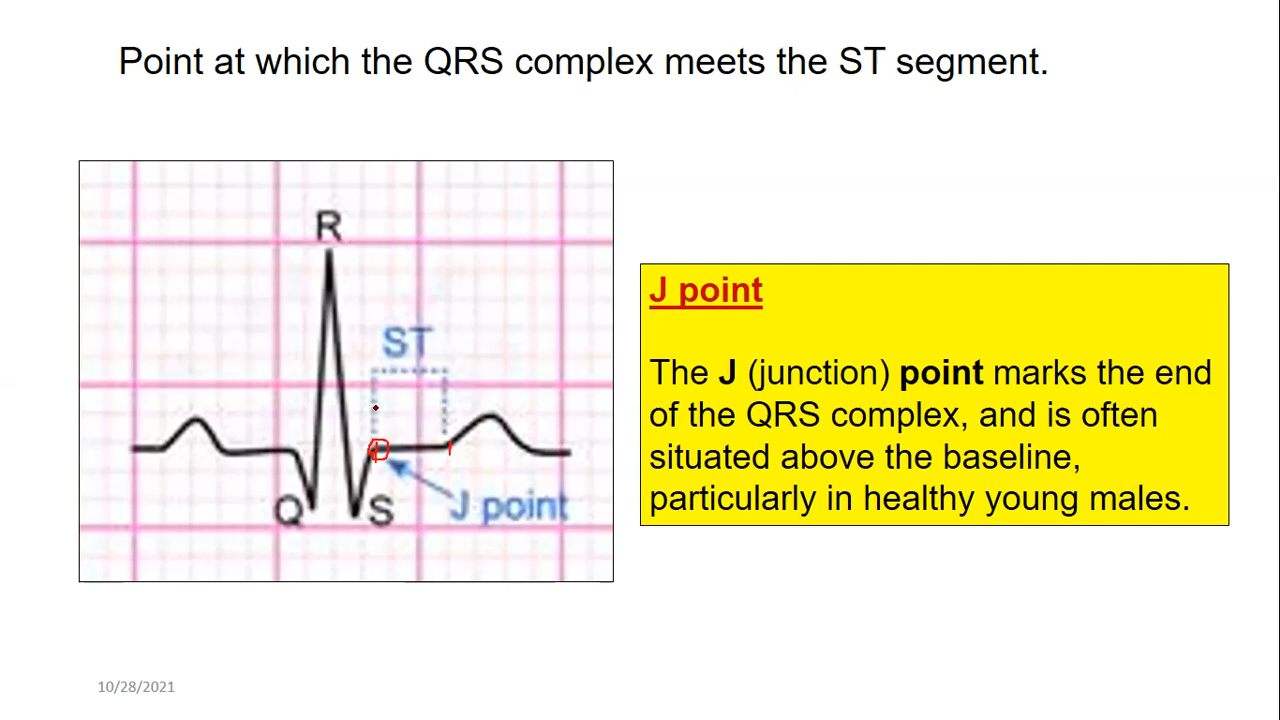 Point at which the QRS complex meets the ST segment.
R
ST
Q
S
J point
J point
The J (junction) point marks the end
of the QRS complex, and is often
situated above the baseline,
particularly in healthy young males.
10/28/2021